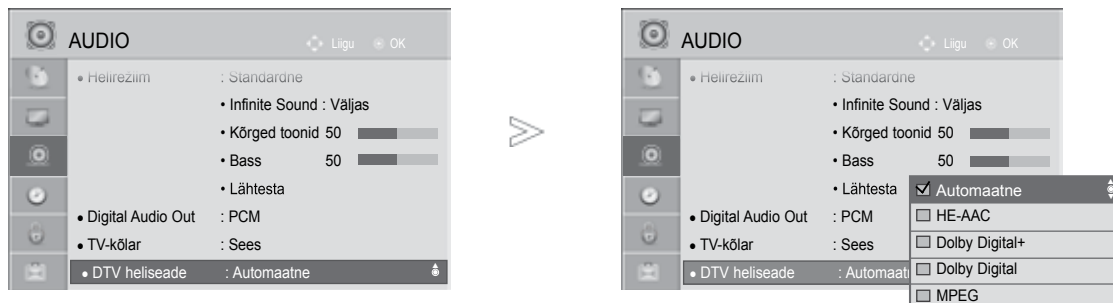 AUDIO
Liigu OK
• Helirežiim : Standardne
• Infinite Sound : Väljas
• Kõrged toonid 50
• Bass 50
• Lähtesta
• Digital Audio Out : PCM
• TV-kõlar : Sees
• DTV heliseade : Automaatne
AUDIO
Liigu OK
• Helirežiim : Standardne
• Infinite Sound : Väljas
• Kõrged toonid 50
• Bass 50
• Lähtesta
• Digital Audio Out : PCM
• TV-kõlar : Sees
• DTV heliseade : Automaat
Automaatne
HE-AAC
Dolby Digital+
Dolby Digital
MPEG